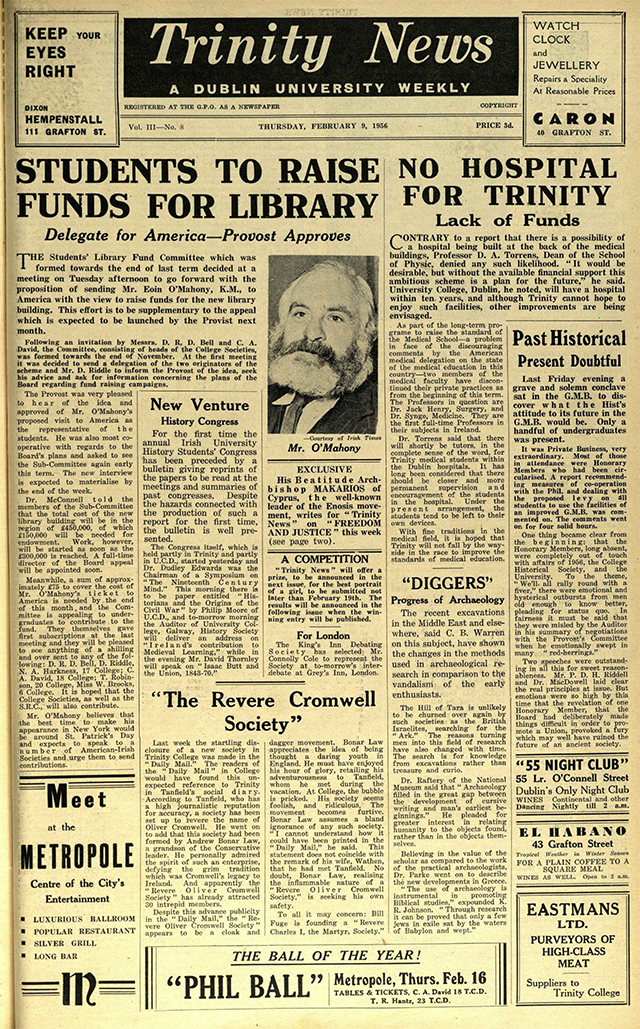 KEEP YOUR
EYES
RIGHT
DIXON
HEMPENSTALL
111 GRAFTON ST.
Trinity News
A DUBLIN UNIVERSITY WEEKLY
REGISTERED AT THE G.P.O. AS A NEWSPAPER
COPYRIGHT
Vol. III—No. 8
THURSDAY, FEBRUARY 9, 1956
PRICE 3d.
WATCH
CLOCK
and
JEWELLERY
Repairs a Speciality
At Reasonable Prices
CARON
40 GRAFTON ST.
STUDENTS TO RAISE
FUNDS FOR LIBRARY
Delegate for America—Provost Approves
THE Students' Library Fund Committee which was
formed towards the end of last term decided at a
meeting on Tuesday afternoon to go forward with the
proposition of sending Mr. Eoin O'Mahony, K.M., to
America with the view to raise funds for the new library
building. This effort is to be supplementary to the appeal
which is expected to be launched by the Provist next
month.
Following an invitation by Messrs. D. R. D. Bell and C. A.
David, the Committee, consisting of heads of the College Societies,
was formed towards the end of November. At the first meeting
it was decided to send a delegation of the two originators of the
scheme and Mr. D. Riddle to inform the Provost of the idea, seek
his advice and ask for information concerning the plans of the
Board regarding fund raising campaigns.
The Provost was very pleased
to hear of the idea and
approved of Mr. O'Mahony's
proposed visit to America as
the representative of the
students. He was also most co-
operative with regards to the
Board's plans and asked to see
the Sub-Committee again early
this term. The new interview
is expected to materialise by
the end of the week.
Dr. McConnell told the
members of the Sub-Committee
that the total cost of the new
library building will be in the
region of £450,000, of which
£150,000 will be needed for
endowment. Work, however,
will be started as soon as the
£300,000 is reached. A full-time
director of the Board appeal
will be appointed soon.
Meanwhile, a sum of approx-
imately £75 to cover the cost of
Mr. O'Mahony's ticket to
America is needed by the end
of this month, and the Com-
mittee is appealing to under-
graduates to contribute to the
fund. They themselves gave
first subscriptions at the last
meeting and they will be pleased
to see anything of a shilling
and over sent to any of the fol-
lowing: D. R. D. Bell, D. Riddle,
N. A. Harkness, 17 College; C.
A. David, 18 College; T. Robin-
son, 20 College, Miss W. Brooks,
6 College. It is hoped that the
College Societies, as well as the
S.R.C., will also contribute.
Mr. O'Mahony believes that
the best time to make his
appearance in New York would
be around St. Patrick's Day
and expects to speak to a
number of American-Irish
Societies and urge them to send
contributions.
Meet
at the
METROPOLE
Centre of the City's
Entertainment
LUXURIOUS BALLROOM
POPULAR RESTAURANT
SILVER GRILL
LONG BAR
M
New Venture
History Congress
For the first time the
annual Irish University
History Students' Congress
has been preceded by a
bulletin giving reprints of
the papers to be read at the
meetings and summaries of
past congresses. Despite
the hazards connected with
the production of such a
report for the first time,
the bulletin is well pre-
sented.
The Congress itself, which is
held partly in Trinity and partly
in U.C.D., started yesterday and
Dr. Dudley Edwards was the
Chairman of a Symposium on
"The Nineteenth Century
Mind." This morning there is
to be paper entitled "His-
torians and the Origins of the
Civil War" by Philip Moore of
U.C.D., and to-morrow morning
the Auditor of University Col-
lege, Galway, History Society
will deliver an address on
"Ireland's contribution to
Medieval Learning," while in
the evening Mr. David Thornley
will speak on "Isaac Butt and
the Union, 1843-70."
—Courtesy of Irish Times
Mr. O'Mahony
EXCLUSIVE
His Beatitude Arch-
bishop MAKARIOS of
Cyprus, the well-known
leader of the Enosis move-
ment, writes for "Trinity
News" on "FREEDOM
AND JUSTICE" this week
(see page two).
A COMPETITION
"Trinity News" will offer a
prize, to be announced in the
next issue, for the best portrait
of a girl, to be submitted not
later than February 19th. The
results will be announced in the
following issue when the win-
ning entry will be published.
For London
The King's Inn Debating
Society has selected Mr.
Connolly Cole to represent the
Society at to-morrow's inter-
debate at Grey's Inn, London.
"The Revere Cromwell
Society"
Last week the startling dis-
closure of a new society in
Trinity College was made in the
"Daily Mail." The readers of
the "Daily Mail" in College
would have found this un-
expected reference to Trinity
in Tanfield's social diary.
According to Tanfield, who has
a high journalistic reputation
for accuracy, a society has been
set up to revere the name of
Oliver Cromwell. He went on
to add that this society had been
formed by Andrew Bonar Law,
a grandson of the Conservative
leader. He personally admired
the spirit of such an enterprise,
defying the grim tradition
which was Cromwell's legacy to
Ireland. And apparently the
"Revere Oliver Cromwell
Society" has already attracted
30 intrepid members.
Despite this advance publicity
in the "Daily Mail," the "Re-
vere Oliver Cromwell Society"
appears to be a cloak and
dagger movement. Bonar Law
appreciates the idea of being
thought a daring youth in
England. He must have enjoyed
his hour of glory, retailing his
adventurousness to Tanfield,
whom he met during the
vacation. At College, the bubble
is pricked. His society seems
foolish, and ridiculous, The
movement becomes furtive.
Bonar Law assumes a bland
ignorance of any such society.
"I cannot understand how it
could have been printed in the
"Daily Mail," he said. This
statement does not coincide with
the remark of his wife, Wathen,
that he had met Tanfield. No
doubt, Bonar Law, realising
the inflammable nature of a
"Revere Oliver Cromwell
Society," is seeking his own
safety.
To all it may concern: Bill
Fuge is founding a "Revere
Charles I, the Martyr, Society."
NO HOSPITAL
FOR TRINITY
Lack of Funds
CONTRARY to a report that there is a possibility of
a hospital being built at the back of the medical
buildings, Professor D. A. Torrens, Dean of the School
of Physic, denied any such likelihood. "It would be
desirable, but without the available financial support this
ambitious scheme is a plan for the future," he said.
University College, Dublin, he noted, will have a hospital
within ten years, and although Trinity cannot hope to
enjoy such facilities, other improvements are being
envisaged.
As part of the long-term pro-
gramme to raise the standard of
the Medical School—a problem
in face of the discouraging
comments by the American
medical delegation on the state
of the medical education in this
country—two members of the
medical faculty have discon-
tinued their private practices as
from the beginning of this term.
The Professors in question are
Dr. Jack Henry, Surgery, and
Dr. Synge, Medicine. They are
the first full-time Professors in
their subjects in Ireland.
Dr. Torrens said that there
will shortly be tutors, in the
complete sense of the word, for
Trinity medical students within
the Dublin hospitals. It has
long been considered that there
should be closer and more
permanent supervision and
encouragement of the students
in the hospital. Under the
present arrangement, the
students tend to be left to their
own devices.
With fine traditions in the
medical field, it is hoped that
Trinity will not fall by the way-
side in the race to improve the
standards of medical education.
"DIGGERS"
Progress of Archaeology
The recent excavations
in the Middle East and else-
where, said C. B. Warren
on this subject, have shown
the changes in the methods
used in archaeological re-
search in comparison to the
vandalism of the early
enthusiasts.
The Hill of Tara is unlikely
to be churned over again by
such societies as the British
Israelites, searching for the
"Ark." The reasons turning
men into this field of research
have also changed with time.
The search is for knowledge
from excavations rather than
treasure and curio.
Dr. Raftery of the National
Museum said that "Archaeology
filled in the great gap between
the development of cursive
writing and man's earliest be-
ginnings." He pleaded for
greater interest in relating
humanity to the objects found,
rather than in the objects them-
selves.
Believing in the value of the
scholar as compared to the work
of the practical archaeologists,
Dr. Parke went on to describe
the new developments in Greece.
"The use of archaeology is
instrumental in promoting
Biblical studies," expounded K.
R. Johnson. "Through research
it can be proved that only a few
jews in exile sat by the waters
of Babylon and wept."
Past Historical
Present Doubtful
Last Friday evening a
grave and solemn conclave
sat in the G.M.B. to dis-
cover what the Hist's
attitude to its future in the
G.M.B. would be. Only a
handful of undergraduates
was present.
It was Private Business, very
extraordinary. Most of those
in attendance were Honorary
Members who had been cir-
cularised. A report recommend-
ing measures of co-operation
with the Phil, and dealing with
the proposed levy on all
students to use the facilities of
an improved G.M.B. was com-
mented on. The comments went
on for four solid hours.
One thing became clear from
the beginning: that the
Honorary Members, long absent,
were completely out of touch
with affairs of 1956, the College
Historical Society, and the
University. To the theme,
"We'll all rally round with a
fiver," there were emotional and
hysterical outbursts from men
old enough to know better,
pleading for status quo. In
fairness it must be said that
they were misled by the Auditor
in his summary of negotiations
with the Provost's Committee
when he emotionally swept in
many "red-herrings."
Two speeches were outstand-
ing in all this for sweet reason-
ableness. Mr. P. D. H. Riddell
and Dr. MacDowell laid clear
the real principles at issue. But
emotions were so high by this
time that the revelation of one
Honorary Member, that the
Board had deliberately made
things difficult in order to pro-
mote a Union, provoked a fury
which may well have ruined the
future of an ancient society.
"55 NIGHT CLUB"
55 Lr. O'Connell Street
Dublin's Only Night Club
WINES Continental and other
Dancing Nightly till 2 a.m.
EL HABANO
43 Grafton Street
Tropical Weather in Winter Season
FOR A PLAIN COFFEE TO A
SQUARE MEAL
WINES AS WELL. Open to 2 a.m.
EASTMANS
LTD.
PURVEYORS OF
HIGH-CLASS
MEAT
Suppliers to
Trinity College
THE BALL OF THE YEAR!
"PHIL BALL"
Metropole, Thurs. Feb. 16
TABLES & TICKETS, C. A. David 18 T.C.D.
T. R. Hantz, 23 T.C.D.